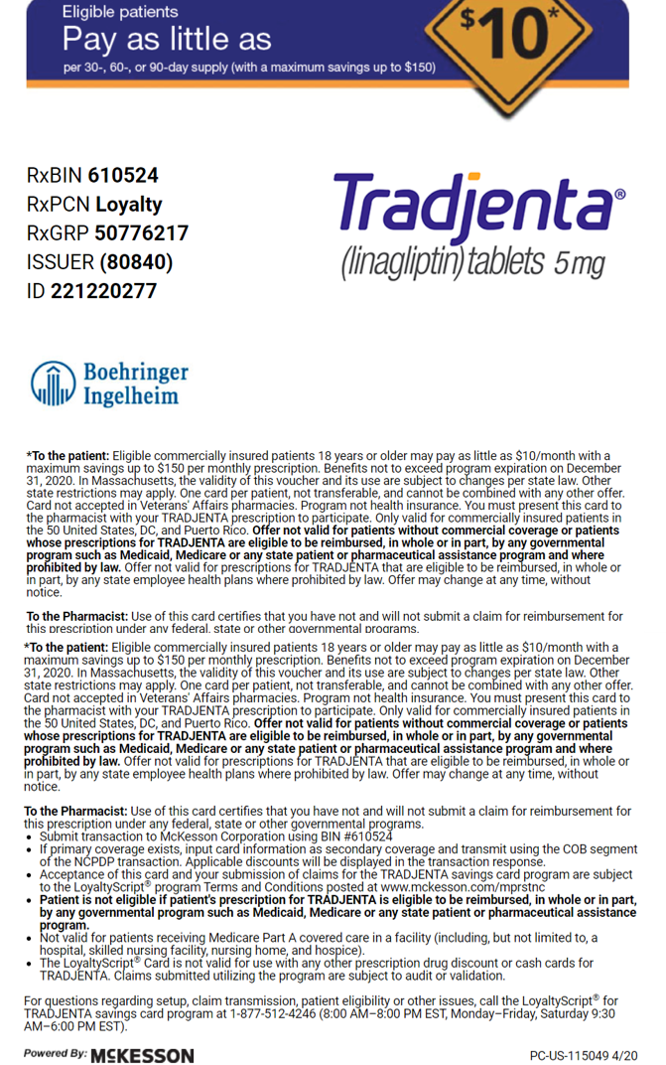 Eligible patients
Pay as little as
per 30-, 60-, or 90-day supply (with a maximum savings up to $150)
$10*
RxBIN 610524
RxPCN Loyalty
RxGRP 50776217
ISSUER (80840)
ID 221220277
Tradjenta®
(linagliptin) tablets 5 mg
Boehringer
Ingelheim
*To the patient: Eligible commercially insured patients 18 years or older may pay as little as $10/month with a
maximum savings up to $150 per monthly prescription. Benefits not to exceed program expiration on December
31, 2020. In Massachusetts, the validity of this voucher and its use are subject to changes per state law. Other
state restrictions may apply. One card per patient, not transferable, and cannot be combined with any other offer.
Card not accepted in Veterans' Affairs pharmacies. Program not health insurance. You must present this card to
the pharmacist with your TRADJENTA prescription to participate. Only valid for commercially insured patients in
the 50 United States, DC, and Puerto Rico. Offer not valid for patients without commercial coverage or patients
whose prescriptions for TRADJENTA are eligible to be reimbursed, in whole or in part, by any governmental
program such as Medicaid, Medicare or any state patient or pharmaceutical assistance program and where
prohibited by law. Offer not valid for prescriptions for TRADJENTA that are eligible to be reimbursed, in whole or
in part, by any state employee health plans where prohibited by law. Offer may change at any time, without
notice.
To the Pharmacist: Use of this card certifies that you have not and will not submit a claim for reimbursement for
this prescription under any federal, state or other governmental programs.
*To the patient: Eligible commercially insured patients 18 years or older may pay as little as $10/month with a
maximum savings up to $150 per monthly prescription. Benefits not to exceed program expiration on December
31, 2020. In Massachusetts, the validity of this voucher and its use are subject to changes per state law. Other
state restrictions may apply. One card per patient, not transferable, and cannot be combined with any other offer.
Card not accepted in Veterans' Affairs pharmacies. Program not health insurance. You must present this card to
the pharmacist with your TRADJENTA prescription to participate. Only valid for commercially insured patients in
the 50 United States, DC, and Puerto Rico. Offer not valid for patients without commercial coverage or patients
whose prescriptions for TRADJENTA are eligible to be reimbursed, in whole or in part, by any governmental
program such as Medicaid, Medicare or any state patient or pharmaceutical assistance program and where
prohibited by law. Offer not valid for prescriptions for TRADJENTA that are eligible to be reimbursed, in whole or
in part, by any state employee health plans where prohibited by law. Offer may change at any time, without
notice.
To the Pharmacist: Use of this card certifies that you have not and will not submit a claim for reimbursement for
this prescription under any federal, state or other governmental programs.
• Submit transaction to McKesson Corporation using BIN #610524
• If primary coverage exists, input card information as secondary coverage and transmit using the COB segment
of the NCPDP transaction. Applicable discounts will be displayed in the transaction response.
• Acceptance of this card and your submission of claims for the TRADJENTA savings card program are subject
to the LoyaltyScript® program Terms and Conditions posted at www.mckesson.com/mprstnc
• Patient is not eligible if patient's prescription for TRADJENTA is eligible to be reimbursed, in whole or in part,
by any governmental program such as Medicaid, Medicare or any state patient or pharmaceutical assistance
program.
• Not valid for patients receiving Medicare Part A covered care in a facility (including, but not limited to, a
hospital, skilled nursing facility, nursing home, and hospice).
• The LoyaltyScript® Card is not valid for use with any other prescription drug discount or cash cards for
TRADJENTA. Claims submitted utilizing the program are subject to audit or validation.
For questions regarding setup, claim transmission, patient eligibility or other issues, call the LoyaltyScript® for
TRADJENTA savings card program at 1-877-512-4246 (8:00 AM–8:00 PM EST, Monday–Friday, Saturday 9:30
AM–6:00 PM EST).
Powered By: McKESSON
PC-US-115049 4/20